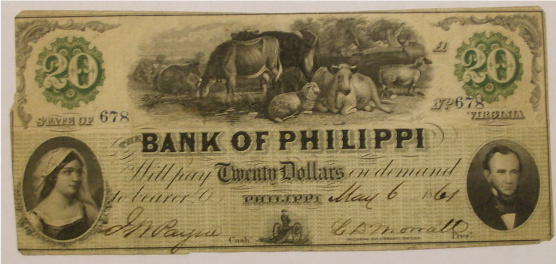 20 20
A
STATE OF 678 No 678
VIRGINIA
THE BANK OF PHILIPPI
Will pay Twenty Dollars on demand
to bearer PHILIPPI May 6 1861
Cash. Pres.